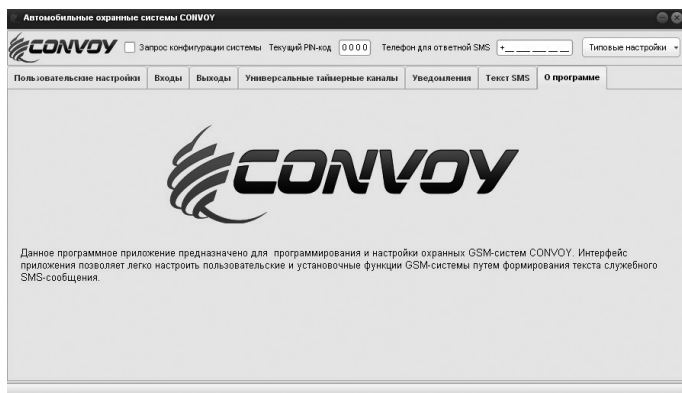 Автомобильные охранные системы CONVOY
CONVOY Запрос конфигурации системы Текущий PIN-код 0000 Телефон для ответной SMS +__ ___ _______ Типовые настройки
Пользовательские настройки Входы Выходы Универсальные таймерные каналы Уведомления Текст SMS О программе
CONVOY
Данное программное приложение предназначено для программирования и настройки охранных GSM-систем CONVOY. Интерфейс
приложения позволяет легко настроить пользовательские и установочные функции GSM-системы путем формирования текста служебного
SMS-сообщения.